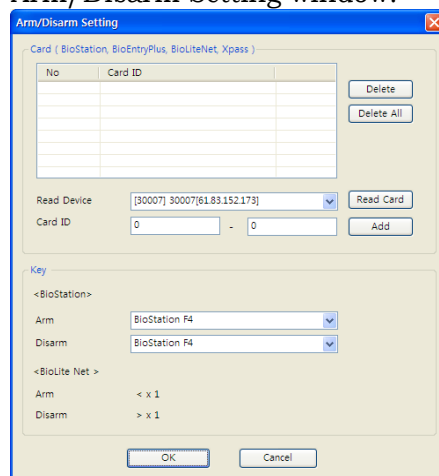 Arm/Disarm Setting window.
Arm/Disarm Setting
Card ( BioStation, BioEntryPlus, BioLiteNet, Xpass )
No Card ID
Delete
Delete All
Read Device [30007] 30007[61.83.152.173] Read Card
Card ID 0 - 0 Add
Key
<BioStation>
Arm BioStation F4
Disarm BioStation F4
<BioLite Net >
Arm < x 1
Disarm > x 1
OK Cancel